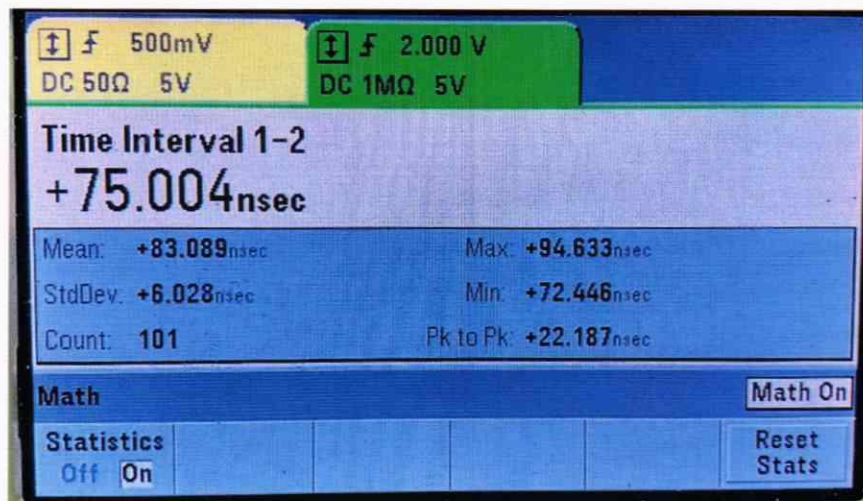 500mV 2.000 V
DC 50Ω 5V DC 1MΩ 5V
Time Interval 1-2
+75.004nsec
Mean: +83.089nsec Max: +94.633nsec
StdDev: +6.028nsec Min: +72.446nsec
Count: 101 Pk to Pk: +22.187nsec
Math Math On
Statistics Reset
Off On Stats